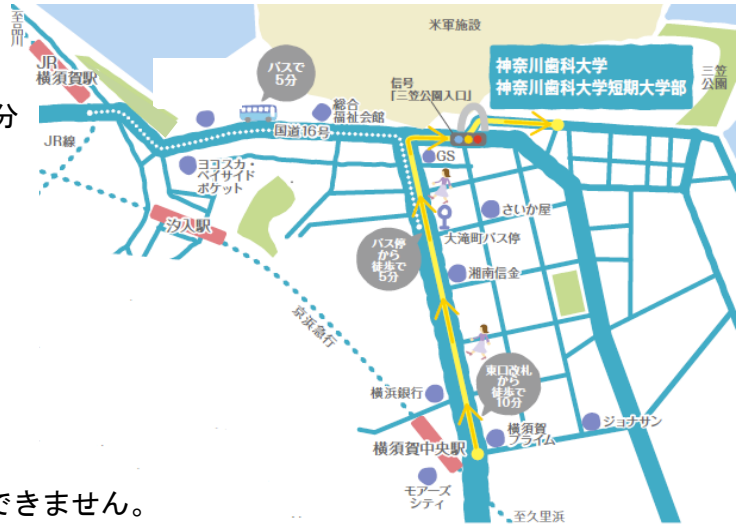 至品川
JR
横須賀駅
分
JR線
バスで
5分
米軍施設
信号
「三笠公園入口」
神奈川歯科大学
神奈川歯科大学短期大学部
三笠
公園
総合
福祉会館
国道16号
ヨコスカ・
ベイサイド
ポケット
汐入駅
GS
さいか屋
大滝町バス停
バス停
から
徒歩で
5分
湘南信金
京浜急行
東口改札
から
徒歩で
10分
横浜銀行
横須賀
プライム
ジョナサン
横須賀中央駅
モアーズ
シティ
至久里浜
できません。